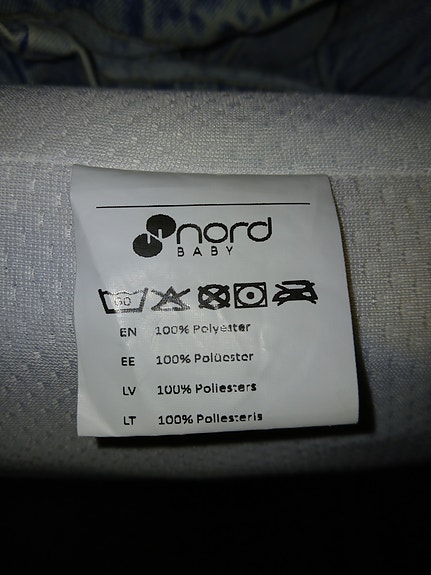 nord
BABY
60
EN 100% Polyester
EE 100% Polüester
LV 100% Poliesters
LT 100% Poliesteris